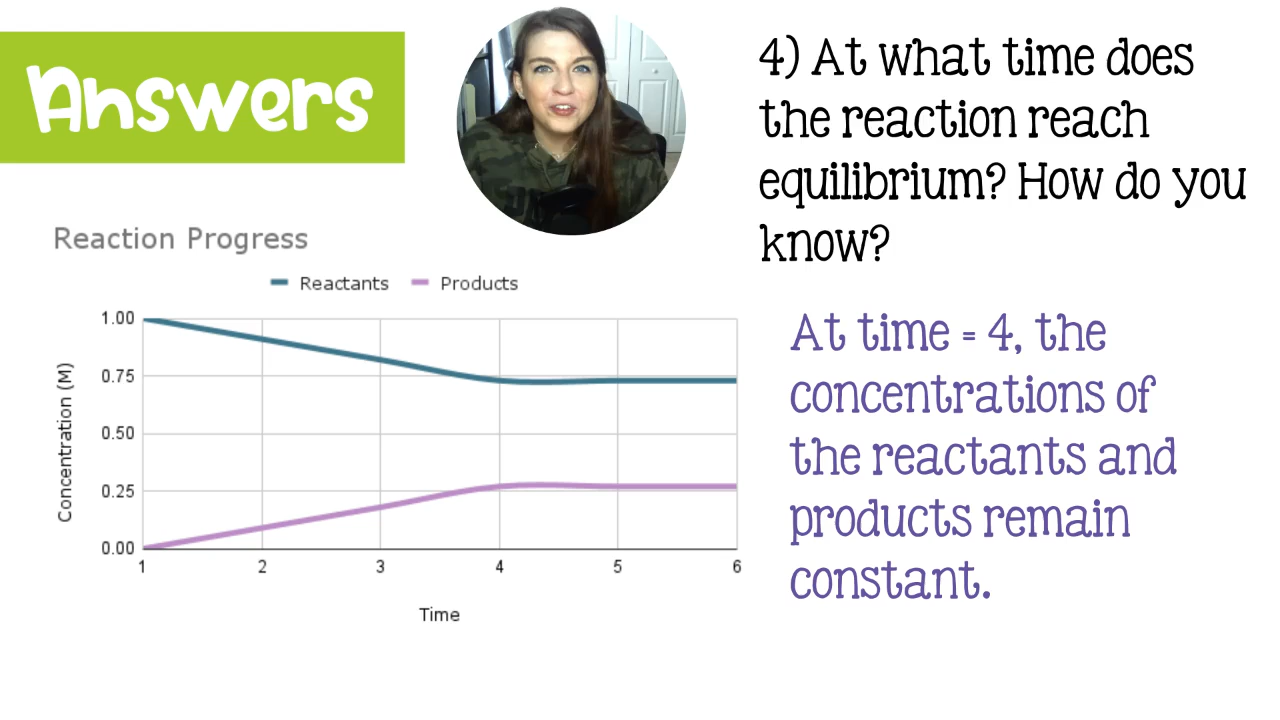 Answers
4) At what time does
the reaction reach
equilibrium? How do you
know?
Reaction Progress
Reactants Products
1.00
0.75
0.50
0.25
0.00
Concentration (M)
1 2 3 4 5 6
Time
At time = 4, the
concentrations of
the reactants and
products remain
constant.